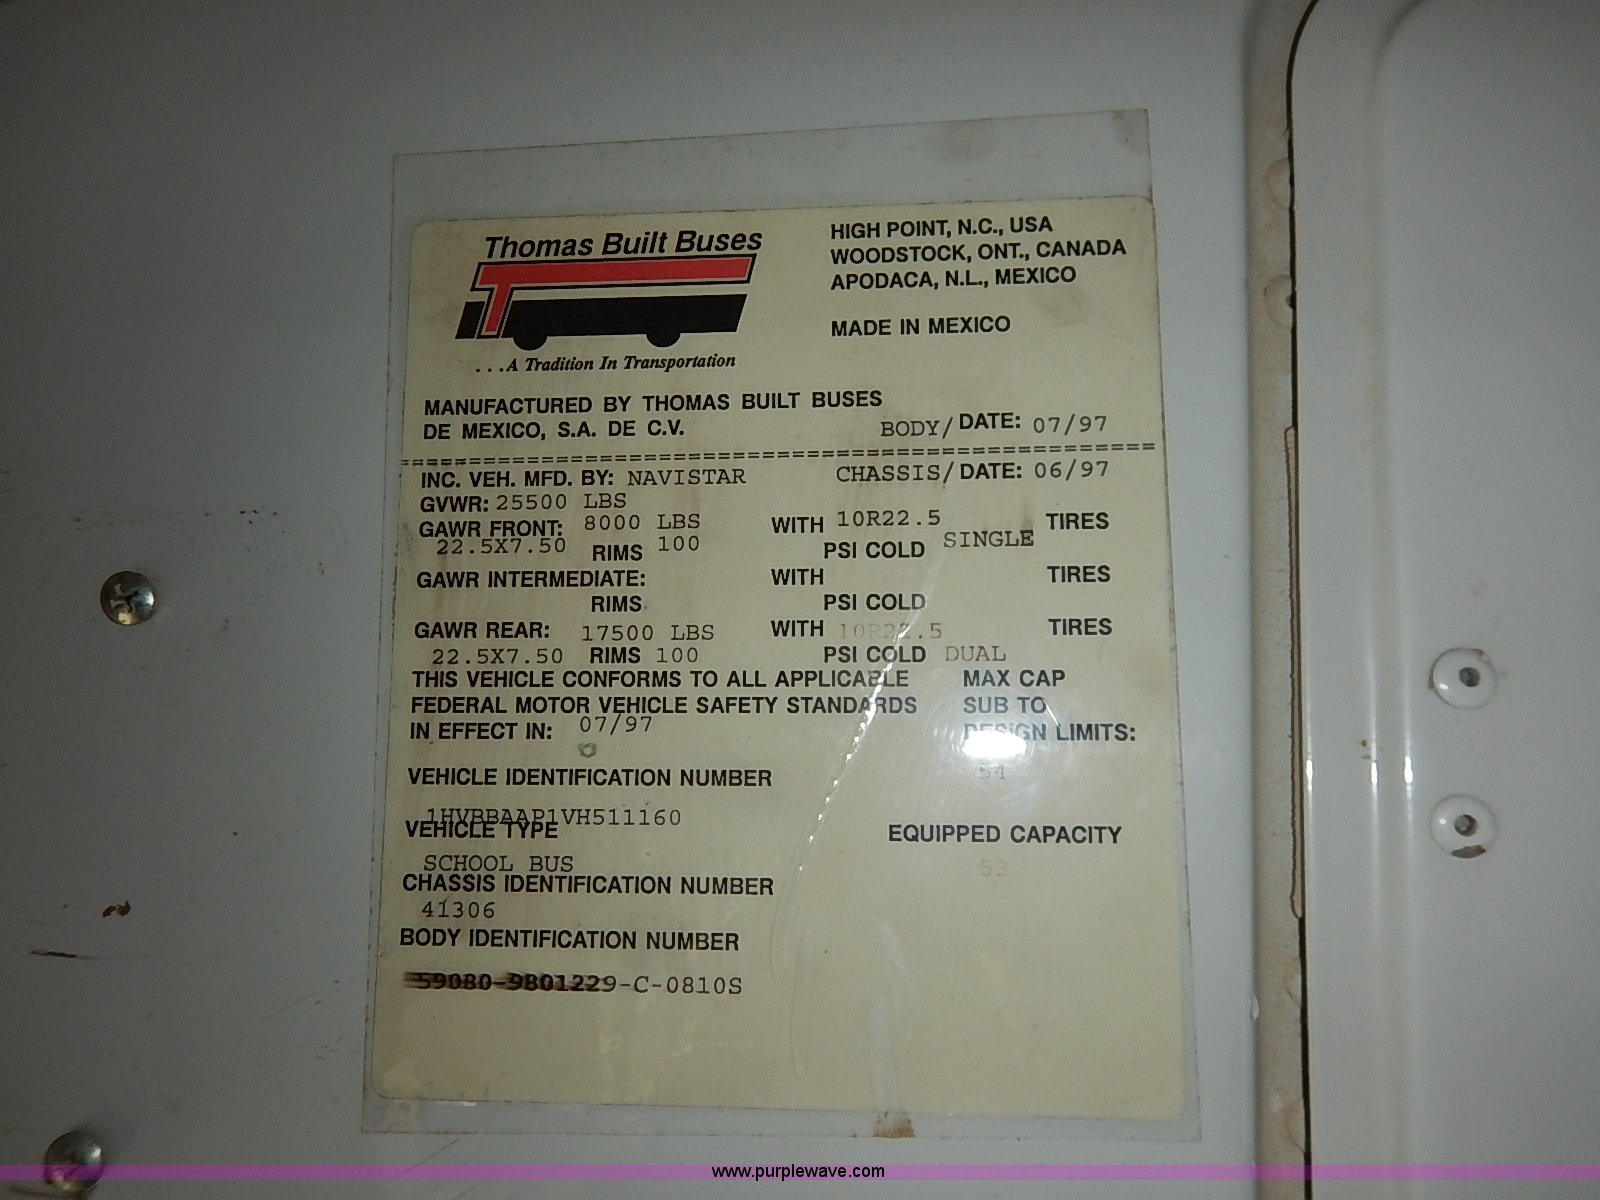 Thomas Built Buses
...A Tradition In Transportation
HIGH POINT, N.C., USA
WOODSTOCK, ONT., CANADA
APODACA, N.L., MEXICO
MADE IN MEXICO
MANUFACTURED BY THOMAS BUILT BUSES
DE MEXICO, S.A. DE C.V.
BODY/ DATE: 07/97
INC. VEH. MFD. BY: NAVISTAR CHASSIS/ DATE: 06/97
GVWR: 25500 LBS
GAWR FRONT: 8000 LBS WITH 10R22.5 TIRES
22.5X7.50 RIMS 100 PSI COLD SINGLE
GAWR INTERMEDIATE: WITH TIRES
RIMS PSI COLD
GAWR REAR: 17500 LBS WITH 10R22.5 TIRES
22.5X7.50 RIMS 100 PSI COLD DUAL
THIS VEHICLE CONFORMS TO ALL APPLICABLE MAX CAP
FEDERAL MOTOR VEHICLE SAFETY STANDARDS SUB TO
IN EFFECT IN: 07/97 DESIGN LIMITS:
54
VEHICLE IDENTIFICATION NUMBER
1HVBBAAP1VH511160
VEHICLE TYPE EQUIPPED CAPACITY
SCHOOL BUS 53
CHASSIS IDENTIFICATION NUMBER
41306
BODY IDENTIFICATION NUMBER
59080-9801229-C-0810S
www.purplewave.com